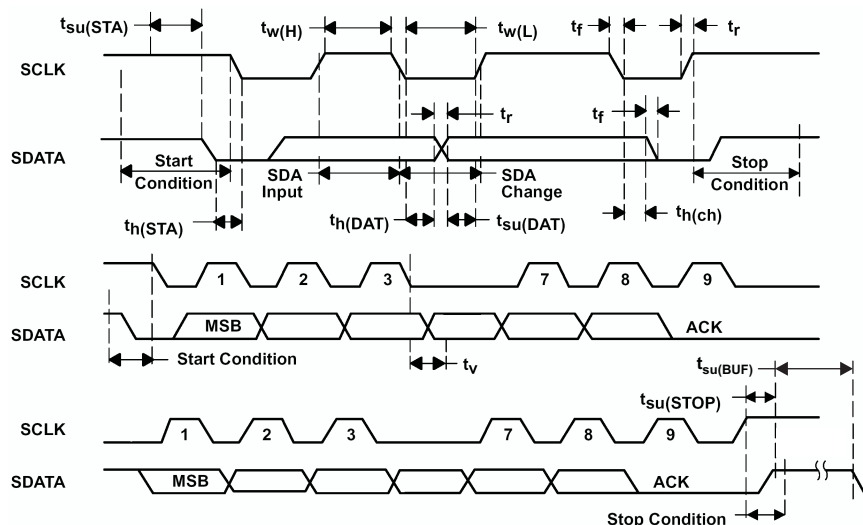 tsu(STA)
tw(H)
tw(L)
tf
tr
SCLK
tr
tf
SDATA
Start
Condition
SDA
Input
SDA
Change
Stop
Condition
th(STA)
th(DAT)
tsu(DAT)
th(ch)
SCLK
1 2 3 7 8 9
SDATA
MSB
ACK
Start Condition
tv
tsu(BUF)
tsu(STOP)
SCLK
1 2 3 7 8 9
SDATA
MSB
ACK
Stop Condition